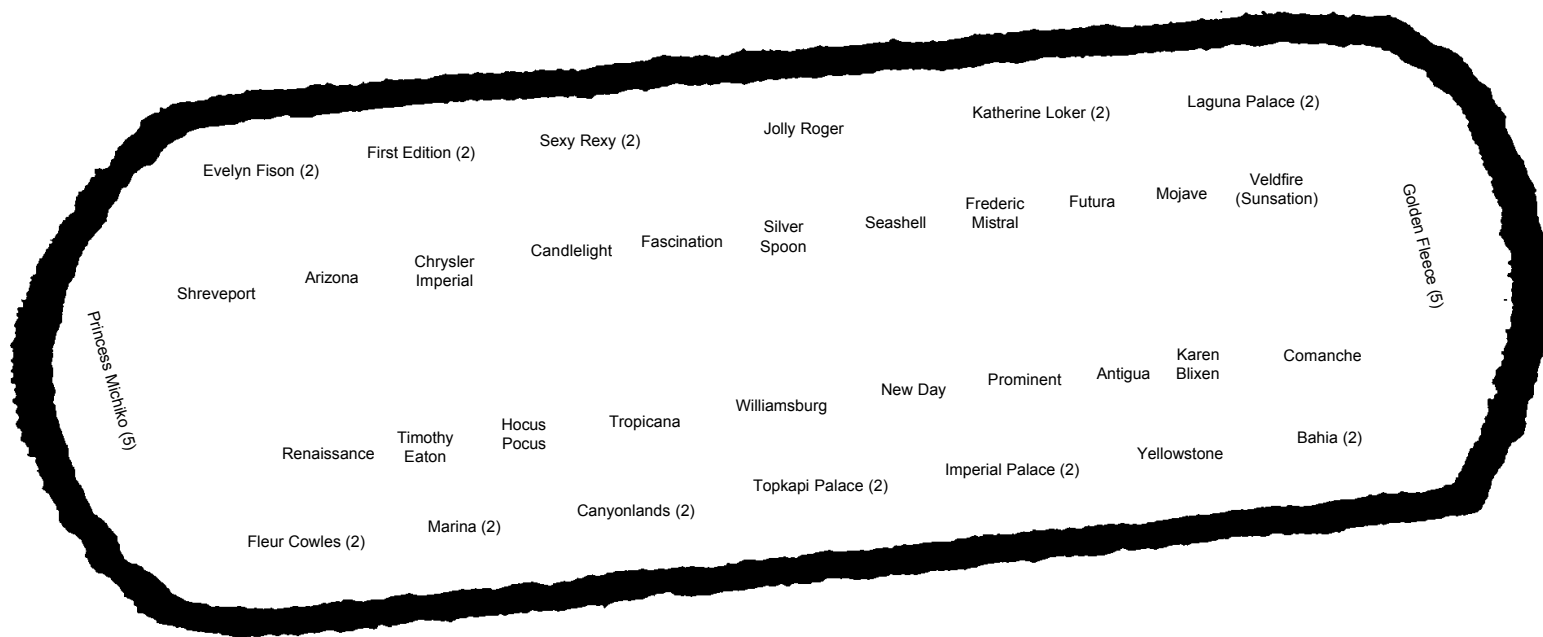 Laguna Palace (2)
Katherine Loker (2)
Jolly Roger
Sexy Rexy (2)
First Edition (2)
Evelyn Fison (2)
Veldfire
(Sunsation)
Mojave
Futura
Frederic
Mistral
Seashell
Silver
Spoon
Fascination
Candlelight
Chrysler
Imperial
Arizona
Shreveport
Golden Fleece (5)
Princess Michiko (5)
Comanche
Karen
Blixen
Antigua
Prominent
New Day
Williamsburg
Tropicana
Hocus
Pocus
Timothy
Eaton
Renaissance
Bahia (2)
Yellowstone
Imperial Palace (2)
Topkapi Palace (2)
Canyonlands (2)
Marina (2)
Fleur Cowles (2)